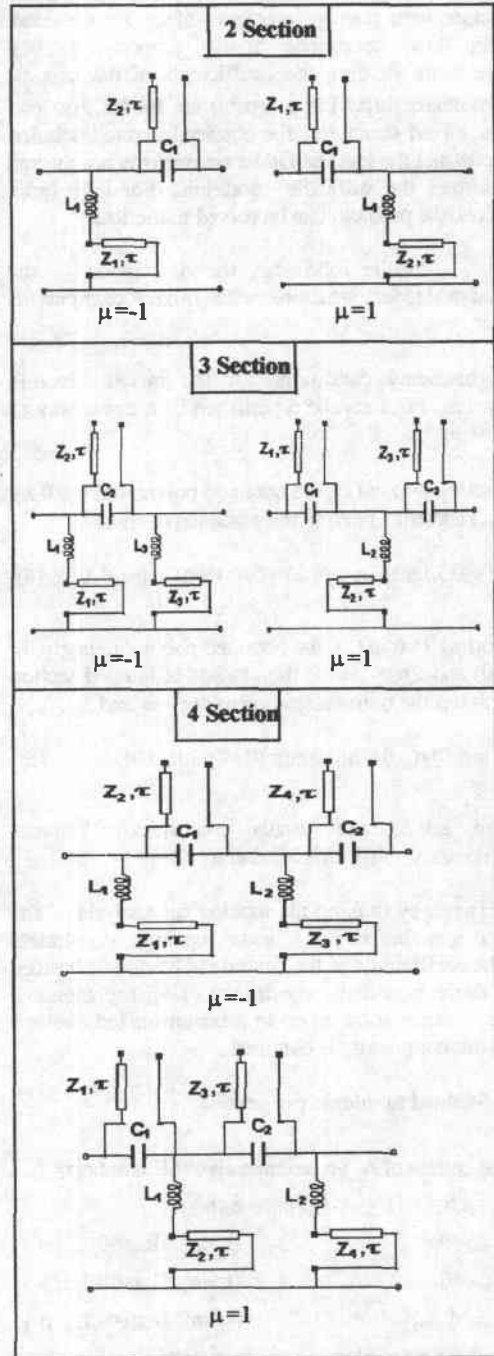 2 Section
Z₂,τ
C₁
L₁
Z₁,τ
μ=-1
Z₁,τ
C₁
L₁
Z₂,τ
μ=1
3 Section
Z₂,τ
C₂
L₁
L₃
Z₁,τ
Z₃,τ
μ=-1
Z₁,τ
Z₃,τ
C₁
C₃
L₂
Z₂,τ
μ=1
4 Section
Z₂,τ
Z₄,τ
C₁
C₂
L₁
L₂
Z₁,τ
Z₃,τ
μ=-1
Z₁,τ
Z₃,τ
C₁
C₂
L₁
L₂
Z₂,τ
Z₄,τ
μ=1